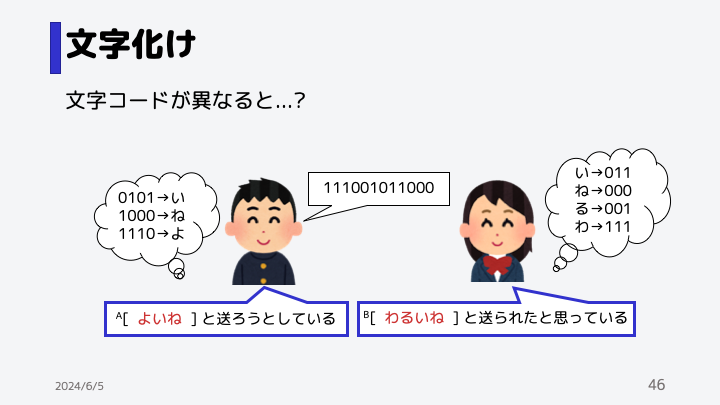 文字化け
文字コードが異なると...?
0101→い
1000→ね
1110→よ
111001011000
い→011
ね→000
る→001
わ→111
A[ よいね ] と送ろうとしている
B[ わるいね ] と送られたと思っている
2024/6/5
46